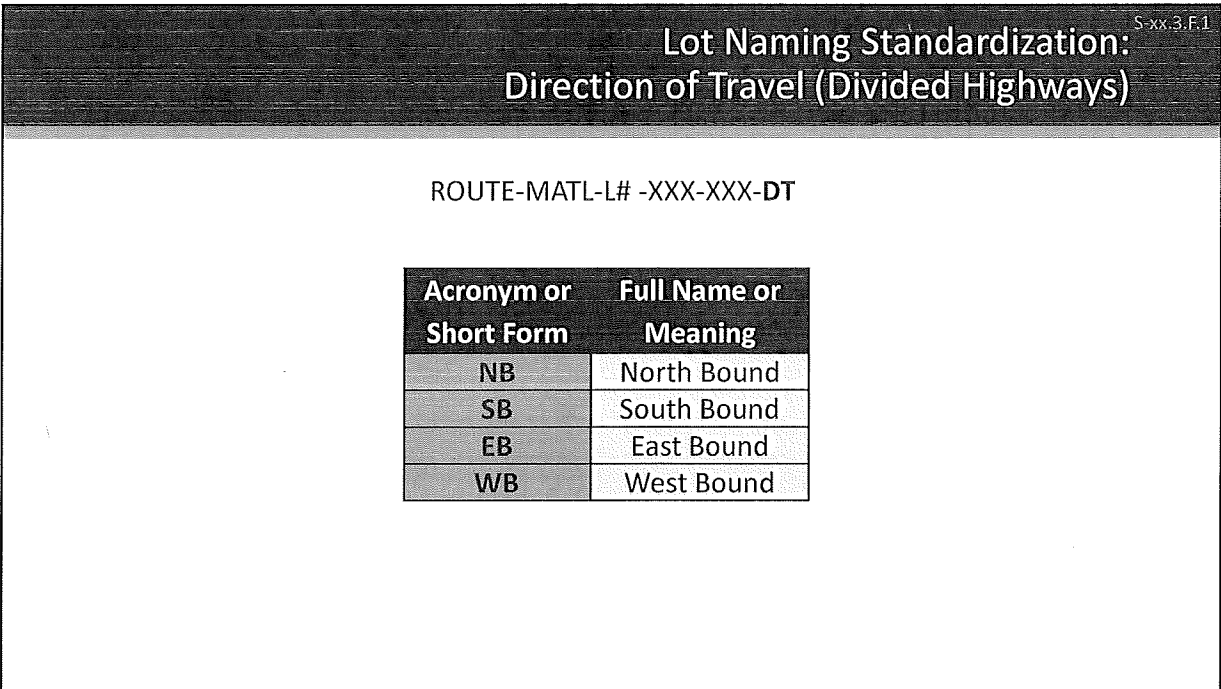 S-xx.3.F.1
Lot Naming Standardization:
Direction of Travel (Divided Highways)
ROUTE-MATL-L# -XXX-XXX-DT
Acronym or Short Form Full Name or Meaning
NB North Bound
SB South Bound
EB East Bound
WB West Bound